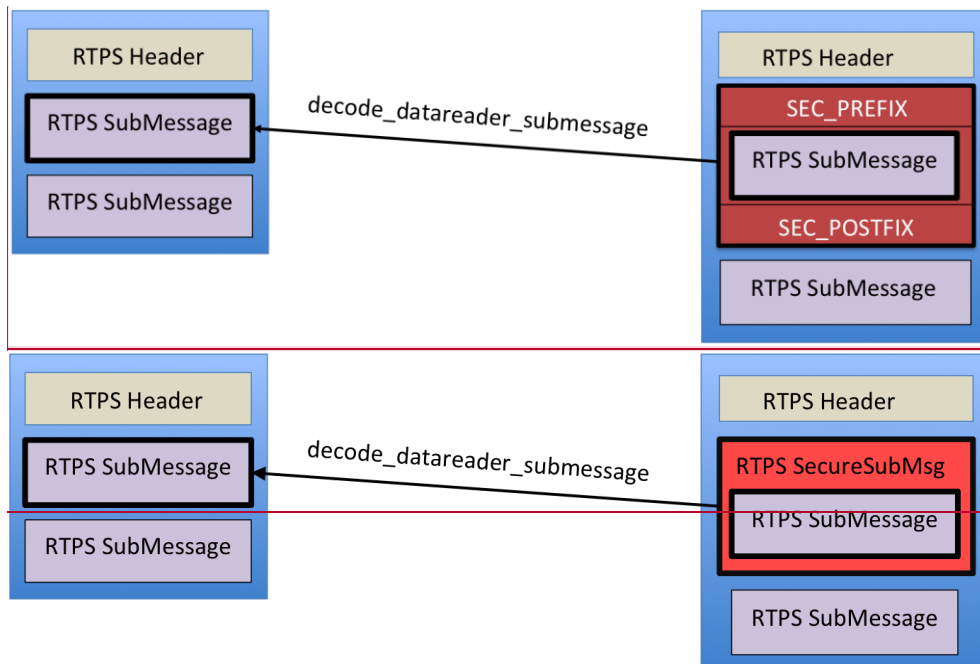 RTPS Header
RTPS SubMessage
RTPS SubMessage
decode_datareader_submessage
RTPS Header
SEC_PREFIX
RTPS SubMessage
SEC_POSTFIX
RTPS SubMessage
RTPS Header
RTPS SubMessage
RTPS SubMessage
decode_datareader_submessage
RTPS Header
RTPS SecureSubMsg
RTPS SubMessage
RTPS SubMessage